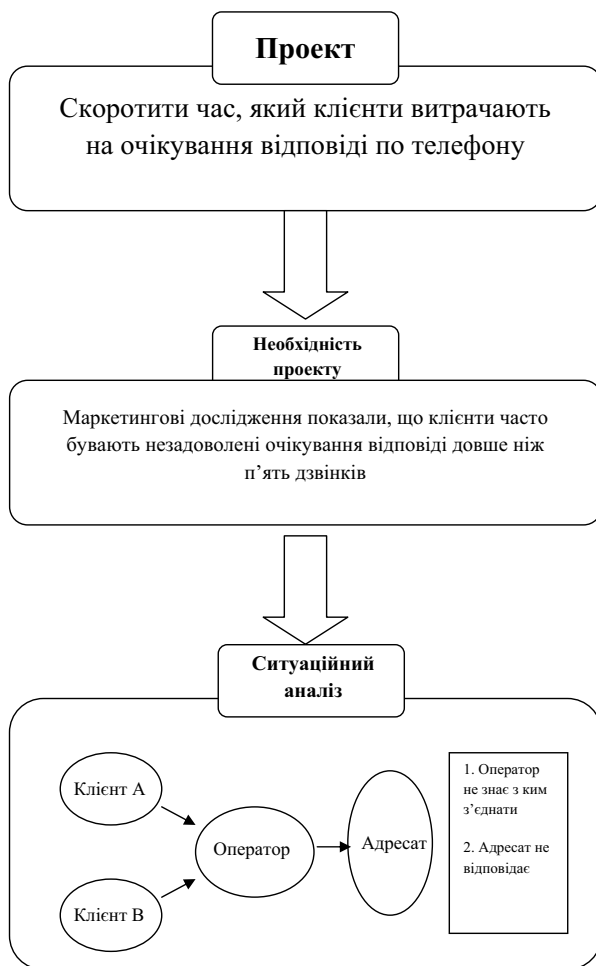 Проект
Скоротити час, який клієнти витрачають
на очікування відповіді по телефону
Необхідність
проекту
Маркетингові дослідження показали, що клієнти часто
бувають незадоволені очікування відповіді довше ніж
п’ять дзвінків
Ситуаційний
аналіз
Клієнт А
Клієнт В
Оператор
Адресат
1. Оператор
не знає з ким
з’єднати
2. Адресат не
відповідає